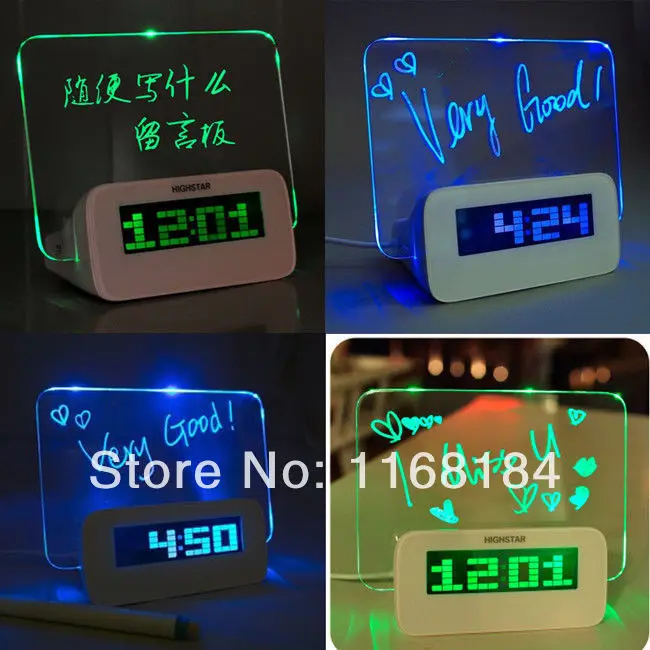 随便写什么
留言板
HIGHSTAR
12:01
Very Good!
4:24
Very Good!
4:50
Store No: 1168184
I
U
HIGHSTAR
12:01